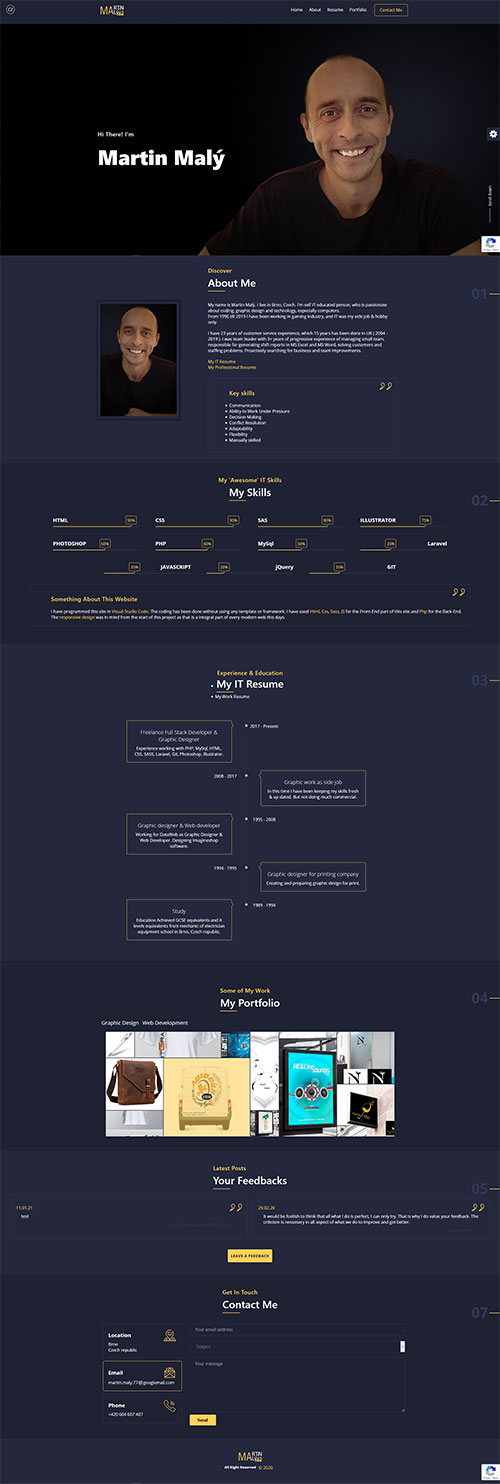 CZ
MARTIN
MALÝ
Home About Resume Portfolio Contact Me
Hi There! I'm
Martin Malý
Scroll Down
Discover
About Me
01
My name is Martin Malý. I live in Brno, Czech. I'm self IT educated person, who is passionate
about coding, graphic design and technology, especially computers.
From 1996 till 2019 I have been working in gaming industry, and IT was my side job & hobby
only.
I have 23 years of customer service experience, which 15 years has been done in UK ( 2004 -
2019 ). I was team leader with 3+ years of progressive experience of managing small team,
responsible for generating shift reports in MS Excel and MS Word, solving customers and
staffing problems. Proactively searching for business and team improvements.
My IT Resume
My Professional Resume
Key skills
Communication
Ability to Work Under Pressure
Decision Making
Conflict Resolution
Adaptability
Flexibility
Manually skilled
My 'Awesome' IT Skills
My Skills
02
HTML 90% CSS 90% SAS 80% ILLUSTRATOR 75%
PHOTOSHOP 60% PHP 60% MySql 50% 35% Laravel
35% JAVASCRIPT 20% jQuery 35% GIT
Something About This Website
I have programmed this site in Visual Studio Code. The coding has been done without using any template or framework. I have used Html, Css, Sass, JS for the Front-End part of this site and Php for the Back-End.
The responsive design was in mind from the start of this project as that is a integral part of every modern web this days.
Experience & Education
My IT Resume
My Work Resume
03
2017 - Present
Freelance Full Stack Developer &
Graphic Designer
Experience working with PHP, MySql, HTML,
CSS, SASS, Laravel, Git, Photoshop, Illustrator.
2008 - 2017
Graphic work as side job
In this time I have been keeping my skills fresh
& up dated. But not doing much commercial.
1995 - 2008
Graphic designer & Web developer
Working for DataWeb as Graphic Designer &
Web Developer. Designing Imagineshop
software.
1994 - 1995
Graphic designer for printing company
Creating and preparing graphic design for print.
1989 - 1994
Study
Education Achieved GCSE equivalents and A
levels equivalents from mechanic of electrician
equipment school in Brno, Czech republic.
Some of My Work
My Portfolio
04
Graphic Design Web Development
HEALING
N
N
Latest Posts
Your Feedbacks
05
11.01.21
test
29.02.20
It would be foolish to think that all what I do is perfect, I can only try. That is why I do value your feedback. The
criticism is nessesery in all aspect of what we do to improve and get better.
LEAVE A FEEDBACK
Get In Touch
Contact Me
07
Location
Brno
Czech republic
Email
martin.maly.77@googlemail.com
Phone
+420 604 607 407
Your email address
Subject
Your message
Send
MARTIN
MALÝ
All Right Reserved © 2020